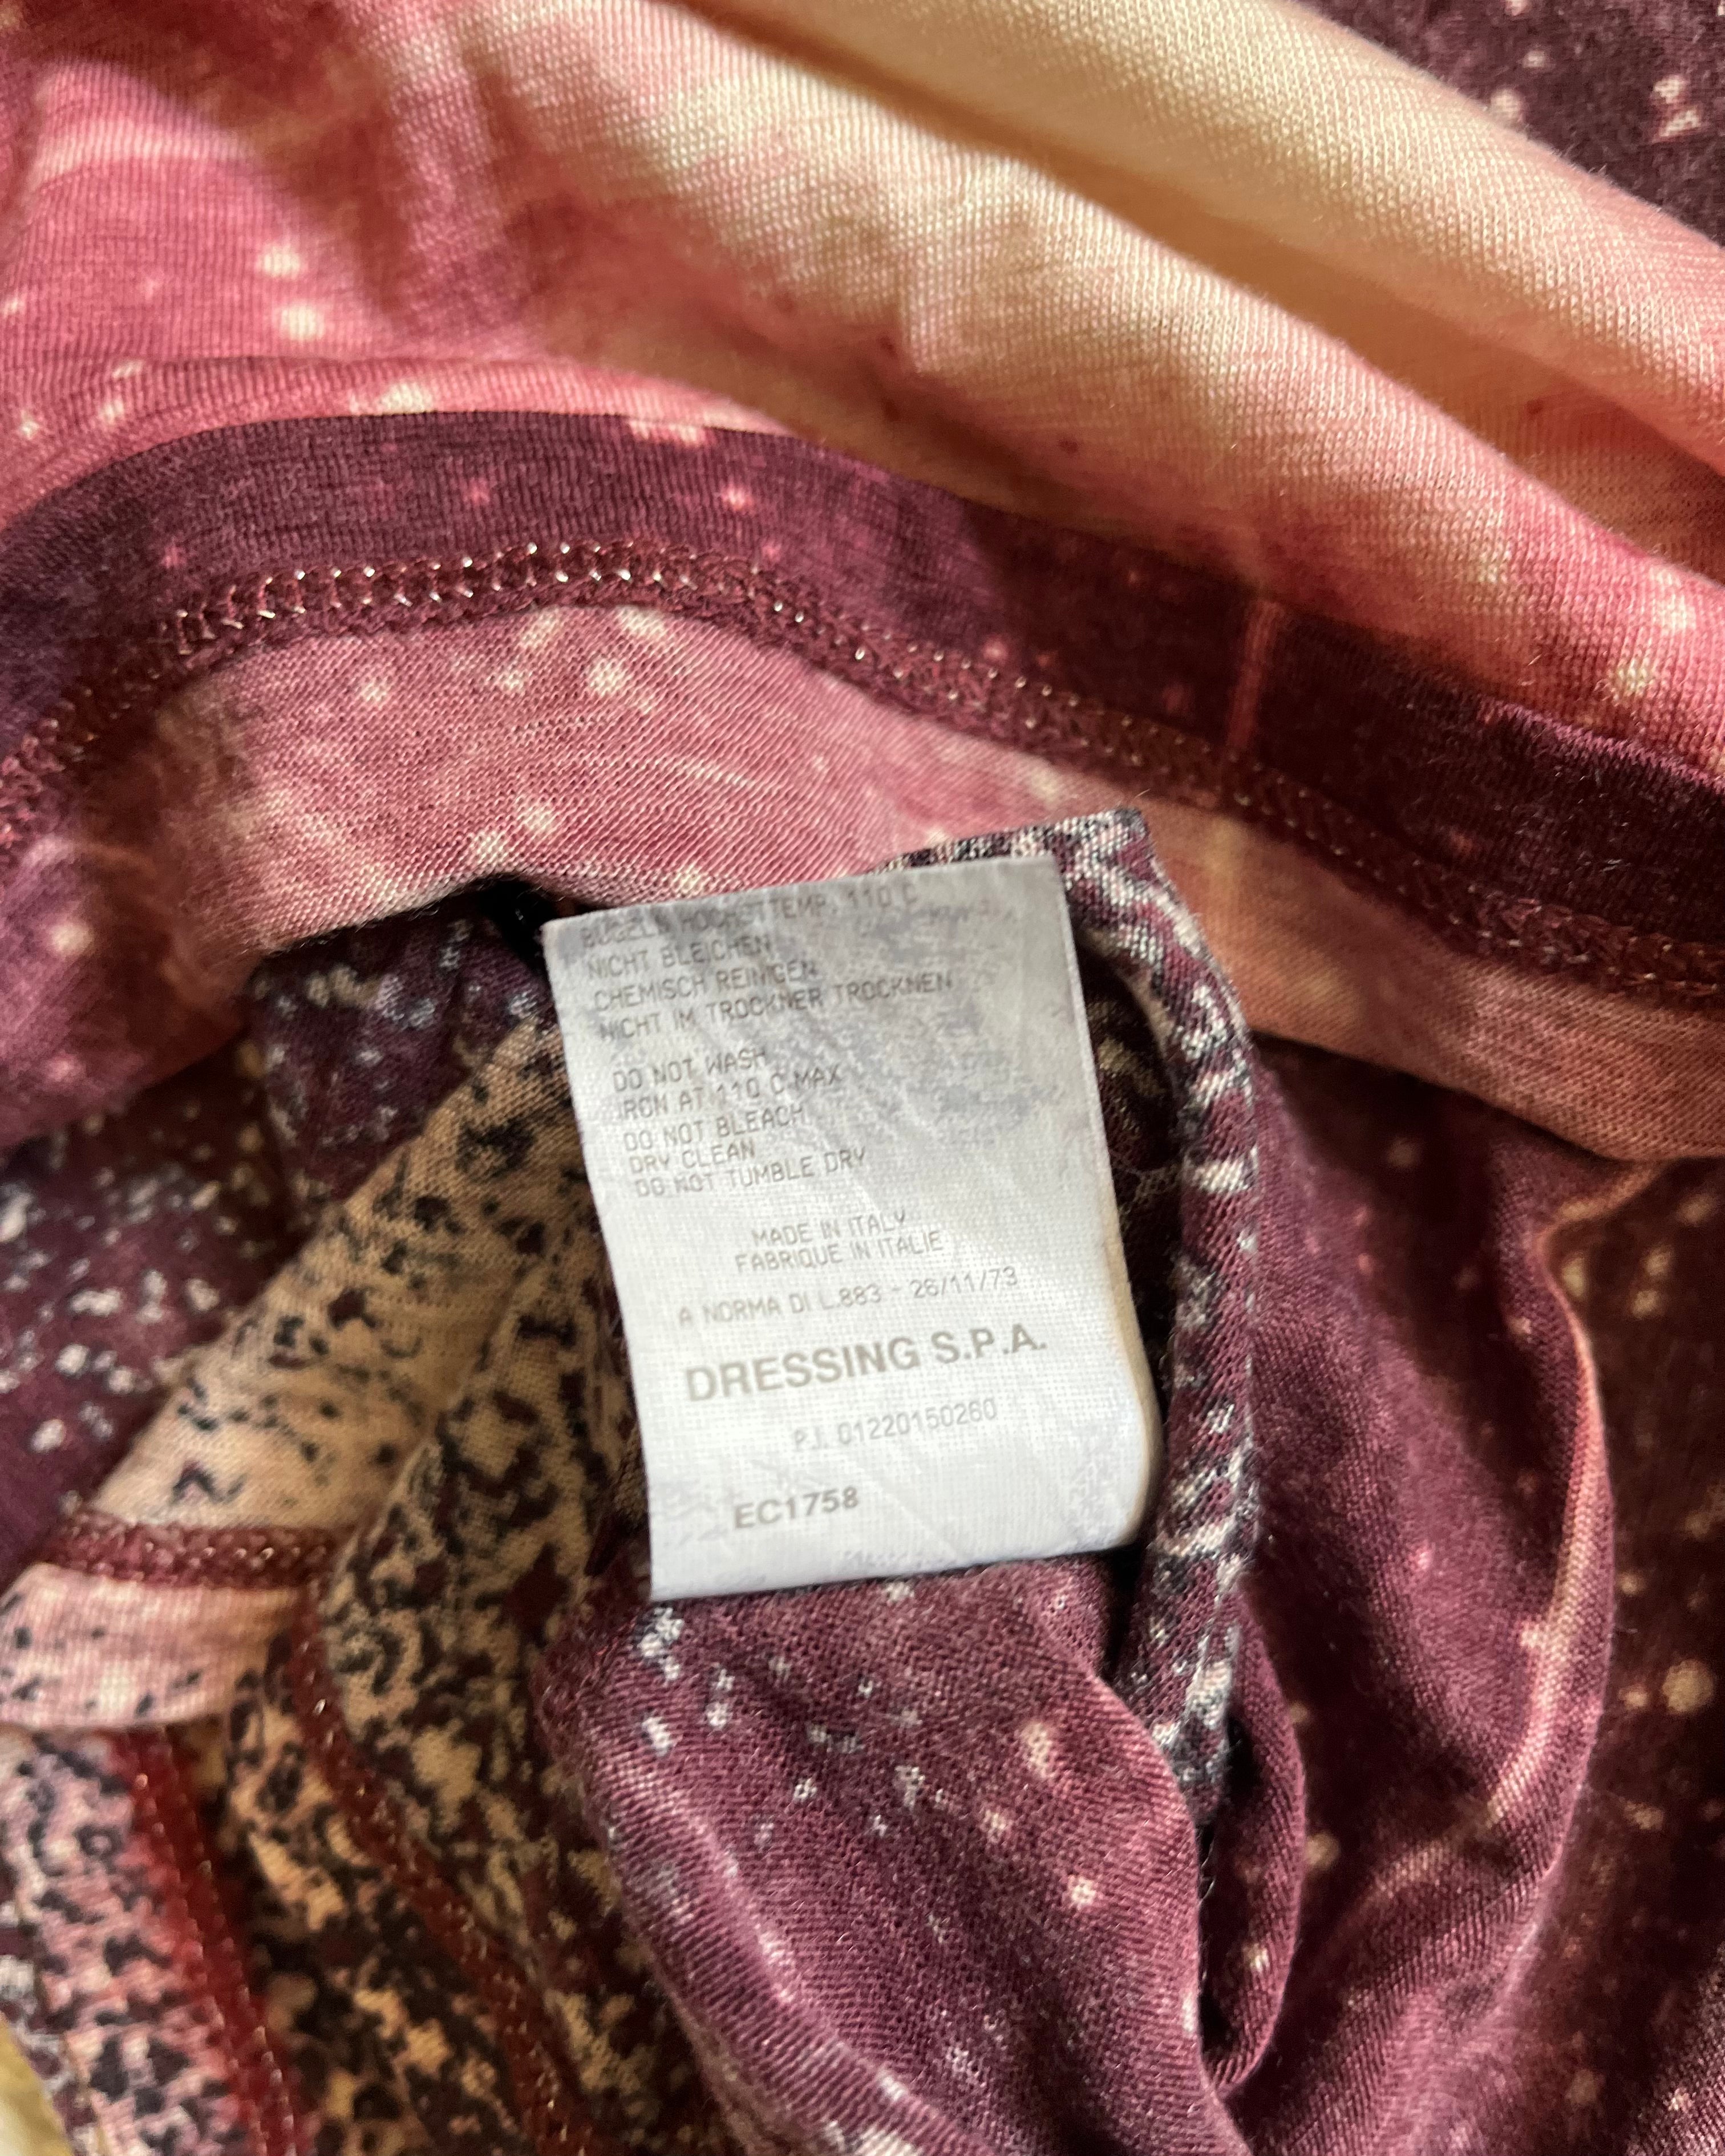 BUGELN HOCHSTTEMP. 110 C
NICHT BLEICHEN
CHEMISCH REINIGEN
NICHT IM TROCKNER TROCKNEN
DO NOT WASH
IRON AT 110 C MAX
DO NOT BLEACH
DRY CLEAN
DO NOT TUMBLE DRY
MADE IN ITALY
FABRIQUE IN ITALIE
A NORMA DI L.883 - 26/11/73
DRESSING S.P.A.
P.I. 01220150260
EC1758